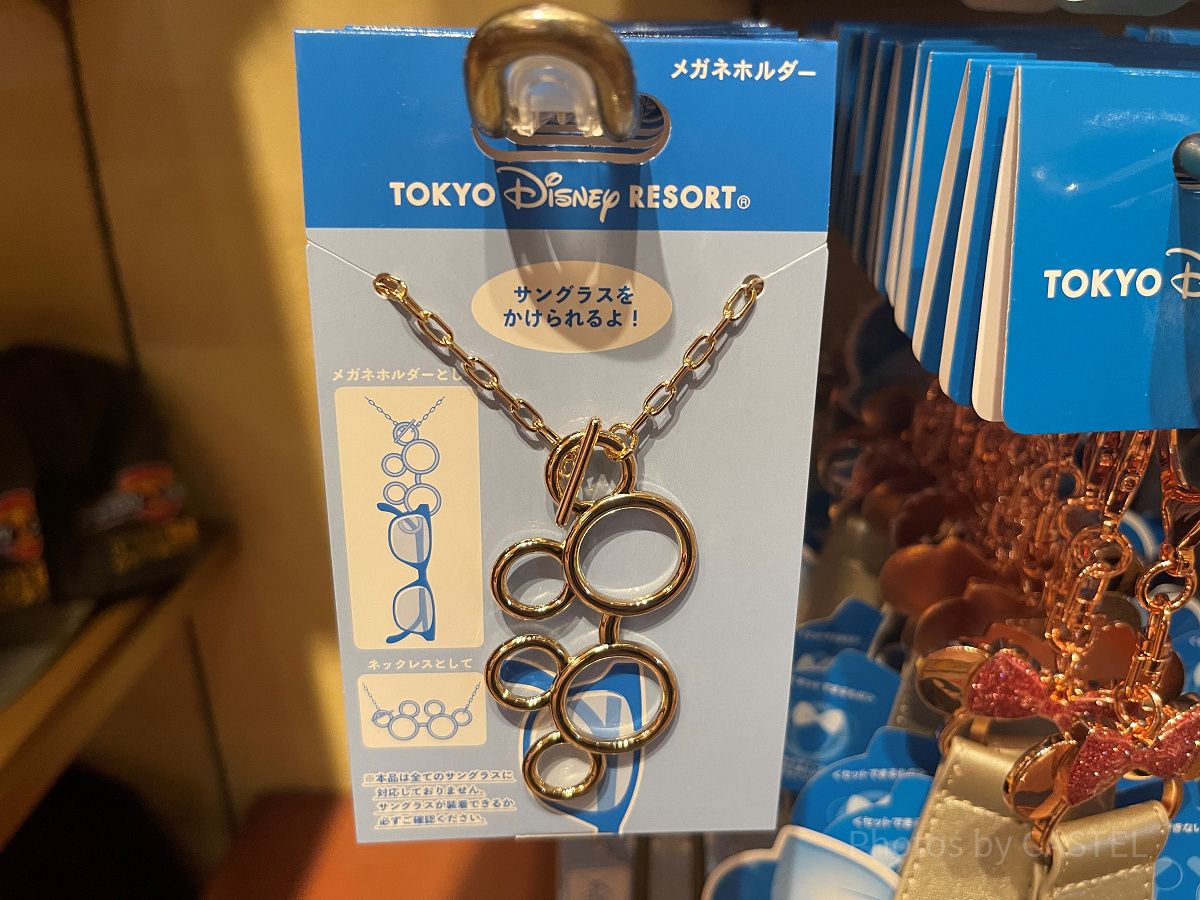 メガネホルダー
TOKYO Disney RESORT®
サングラスを
かけられるよ！
メガネホルダーとし
ネックレスとして
※本品は全てのサングラスに
対応しておりません。
サングラスが装着できるか
必ずご確認ください。
TOKYO
Photos by CASTEL